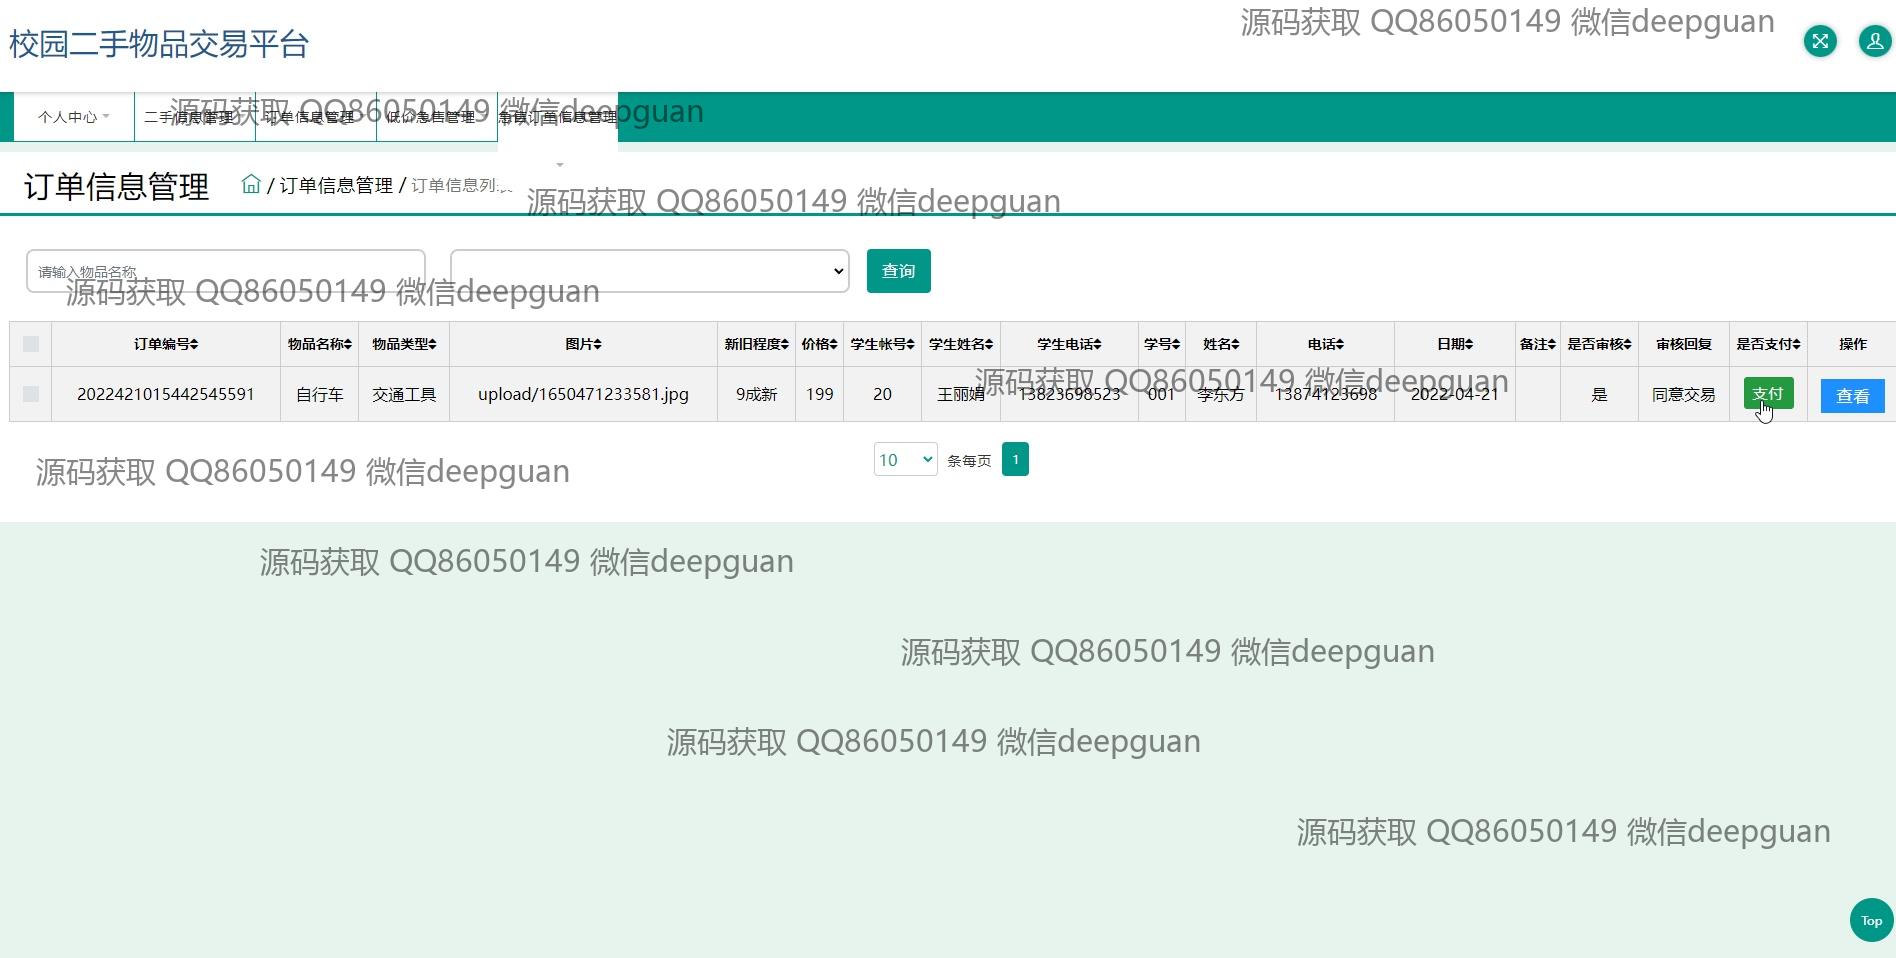 源码获取 QQ86050149 微信deepguan
校园二手物品交易平台
个人中心 二手信息管理 订单信息管理 低价急售管理 急售订单信息管理
源码获取 QQ86050149 微信deepguan
订单信息管理 / 订单信息管理 / 订单信息列表
源码获取 QQ86050149 微信deepguan
请输入物品名称 查询
源码获取 QQ86050149 微信deepguan
订单编号 物品名称 物品类型 图片 新旧程度 价格 学生帐号 学生姓名 学生电话 学号 姓名 电话 日期 备注 是否审核 审核回复 是否支付 操作
源码获取 QQ86050149 微信deepguan
2022421015442545591 自行车 交通工具 upload/1650471233581.jpg 9成新 199 20 王丽娟 13823698523 001 李东方 13874123698 2022-04-21 是 同意交易 支付 查看
10 条每页 1
源码获取 QQ86050149 微信deepguan
源码获取 QQ86050149 微信deepguan
源码获取 QQ86050149 微信deepguan
源码获取 QQ86050149 微信deepguan
源码获取 QQ86050149 微信deepguan
Top